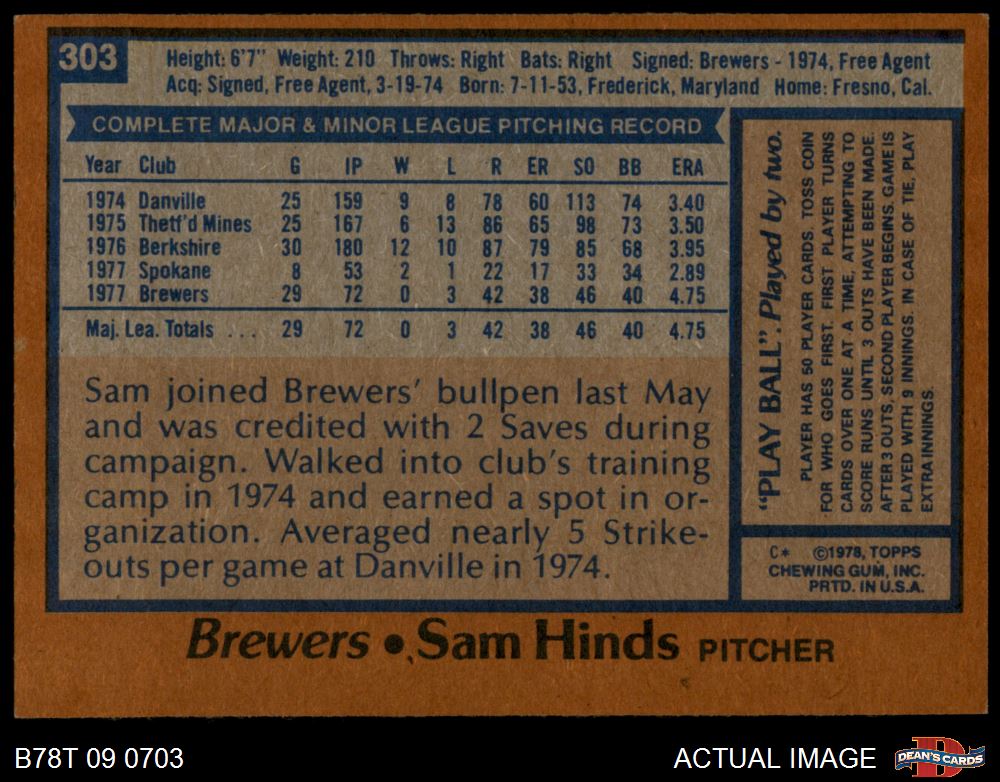 303
Height: 6'7" Weight: 210 Throws: Right Bats: Right Signed: Brewers - 1974, Free Agent
Acq: Signed, Free Agent, 3-19-74 Born: 7-11-53, Frederick, Maryland Home: Fresno, Cal.
COMPLETE MAJOR & MINOR LEAGUE PITCHING RECORD
Year Club G IP W L R ER SO BB ERA
1974 Danville 25 159 9 8 78 60 113 74 3.40
1975 Thetf'd Mines 25 167 6 13 86 65 98 73 3.50
1976 Berkshire 30 180 12 10 87 79 85 68 3.95
1977 Spokane 8 53 2 1 22 17 33 34 2.89
1977 Brewers 29 72 0 3 42 38 46 40 4.75
Maj. Lea. Totals ... 29 72 0 3 42 38 46 40 4.75
Sam joined Brewers' bullpen last May
and was credited with 2 Saves during
campaign. Walked into club's training
camp in 1974 and earned a spot in or-
ganization. Averaged nearly 5 Strike-
outs per game at Danville in 1974.
"PLAY BALL". Played by two.
PLAYER HAS 50 PLAYER CARDS. TOSS COIN
FOR WHO GOES FIRST. FIRST PLAYER TURNS
CARDS OVER ONE AT A TIME, ATTEMPTING TO
SCORE RUNS UNTIL 3 OUTS HAVE BEEN MADE.
AFTER 3 OUTS, SECOND PLAYER BEGINS. GAME IS
PLAYED WITH 9 INNINGS. IN CASE OF TIE, PLAY
EXTRA INNINGS.
C* ©1978, TOPPS
CHEWING GUM, INC.
PRTD. IN U.S.A.
Brewers • Sam Hinds PITCHER
B78T 09 0703
ACTUAL IMAGE
D
DEAN'S CARDS